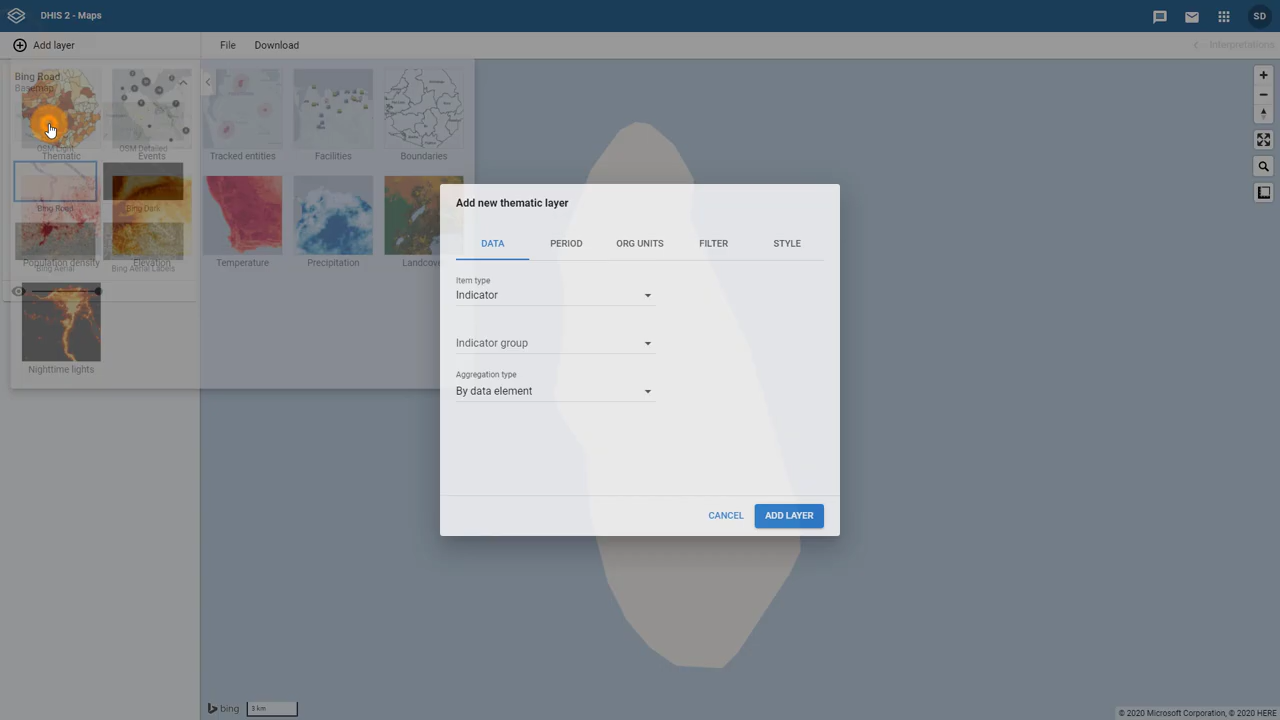 DHIS 2 - Maps
SD
Add layer
File
Download
Interpretations
Bing Road
Basemap
OSM Light
OSM Detailed
Thematic
Events
Tracked entities
Facilities
Boundaries
Bing Road
Bing Dark
Population density
Elevation
Temperature
Precipitation
Landcover
Bing Aerial
Bing Aerial Labels
Nighttime lights
Add new thematic layer
DATA
PERIOD
ORG UNITS
FILTER
STYLE
Item type
Indicator
Indicator group
Aggregation type
By data element
CANCEL
ADD LAYER
bing
3 km
© 2020 Microsoft Corporation, © 2020 HERE